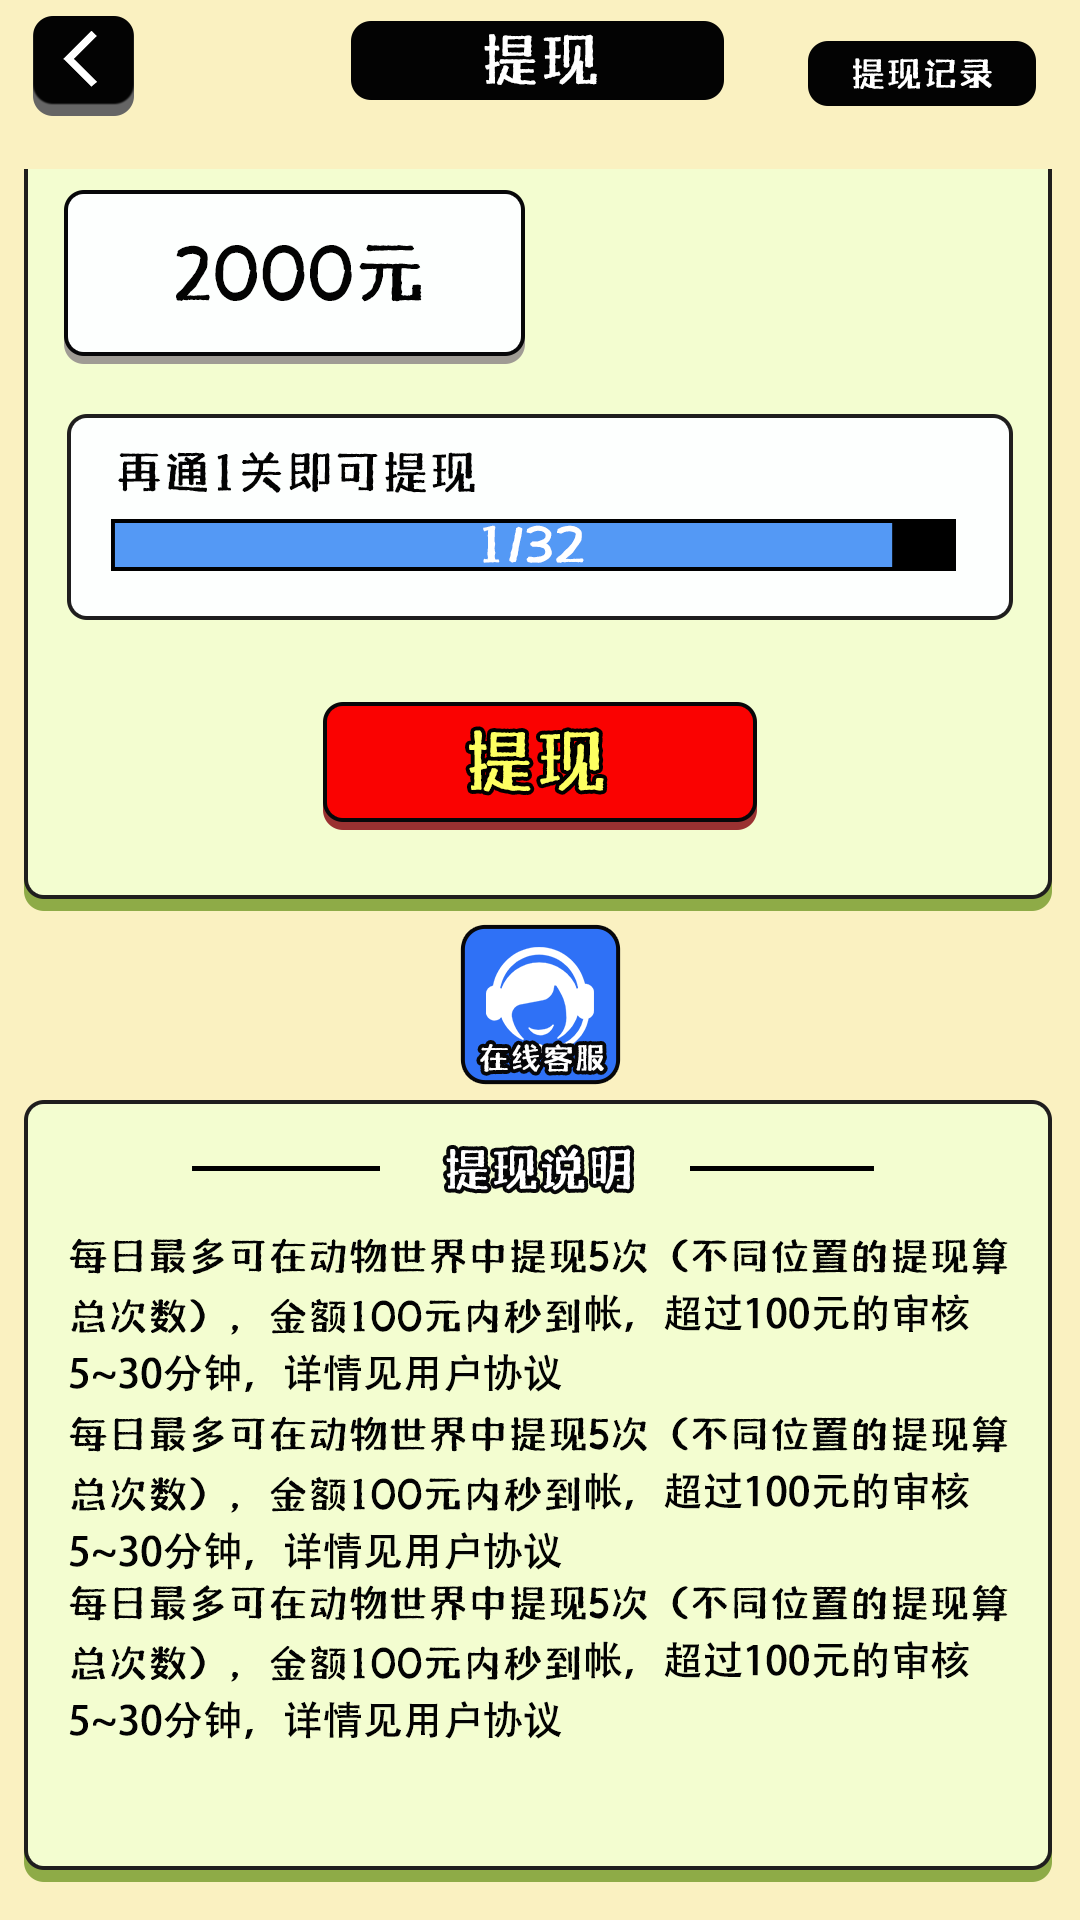 提现
提现记录
2000元
再通1关即可提现
1/32
提现
在线客服
提现说明
每日最多可在动物世界中提现5次（不同位置的提现算
总次数），金额100元内秒到帐，超过100元的审核
5~30分钟，详情见用户协议
每日最多可在动物世界中提现5次（不同位置的提现算
总次数），金额100元内秒到帐，超过100元的审核
5~30分钟，详情见用户协议
每日最多可在动物世界中提现5次（不同位置的提现算
总次数），金额100元内秒到帐，超过100元的审核
5~30分钟，详情见用户协议